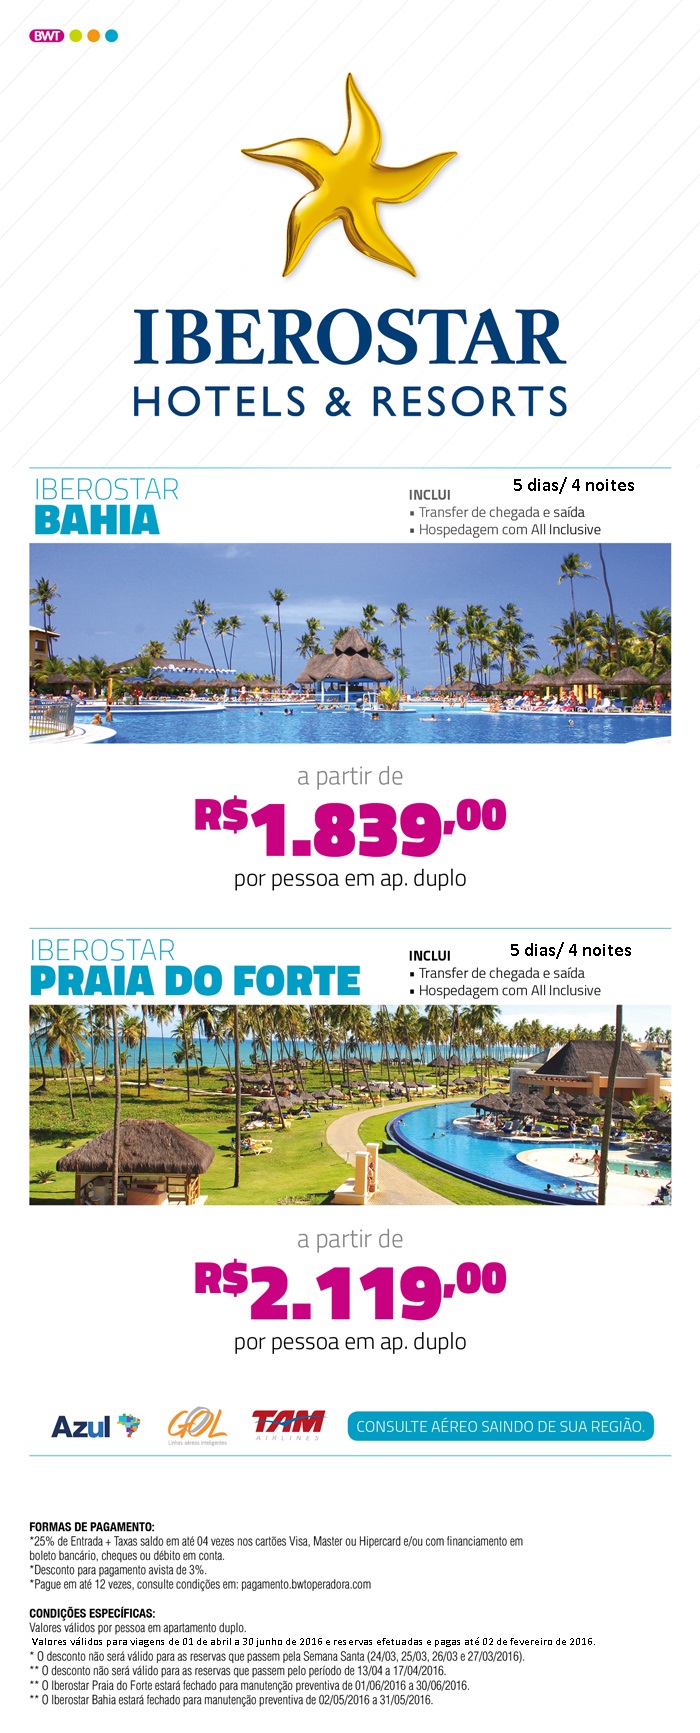 BWT
IBEROSTAR
HOTELS & RESORTS
IBEROSTAR
BAHIA
INCLUI
5 dias/ 4 noites
• Transfer de chegada e saída
• Hospedagem com All Inclusive
a partir de
R$1.839,00
por pessoa em ap. duplo
IBEROSTAR
PRAIA DO FORTE
INCLUI
5 dias/ 4 noites
• Transfer de chegada e saída
• Hospedagem com All Inclusive
a partir de
R$2.119,00
por pessoa em ap. duplo
Azul
GOL
Linhas aéreas inteligentes
TAM
AIRLINES
CONSULTE AÉREO SAINDO DE SUA REGIÃO.
FORMAS DE PAGAMENTO:
*25% de Entrada + Taxas saldo em até 04 vezes nos cartões Visa, Master ou Hipercard e/ou com financiamento em
boleto bancário, cheques ou débito em conta.
*Desconto para pagamento avista de 3%.
*Pague em até 12 vezes, consulte condições em: pagamento.bwtoperadora.com
CONDIÇÕES ESPECÍFICAS:
Valores válidos por pessoa em apartamento duplo.
Valores válidos para viagens de 01 de abril a 30 junho de 2016 e reservas efetuadas e pagas até 02 de fevereiro de 2016.
* O desconto não será válido para as reservas que passem pela Semana Santa (24/03, 25/03, 26/03 e 27/03/2016).
** O desconto não será válido para as reservas que passem pelo período de 13/04 a 17/04/2016.
** O Iberostar Praia do Forte estará fechado para manutenção preventiva de 01/06/2016 a 30/06/2016.
** O Iberostar Bahia estará fechado para manutenção preventiva de 02/05/2016 a 31/05/2016.